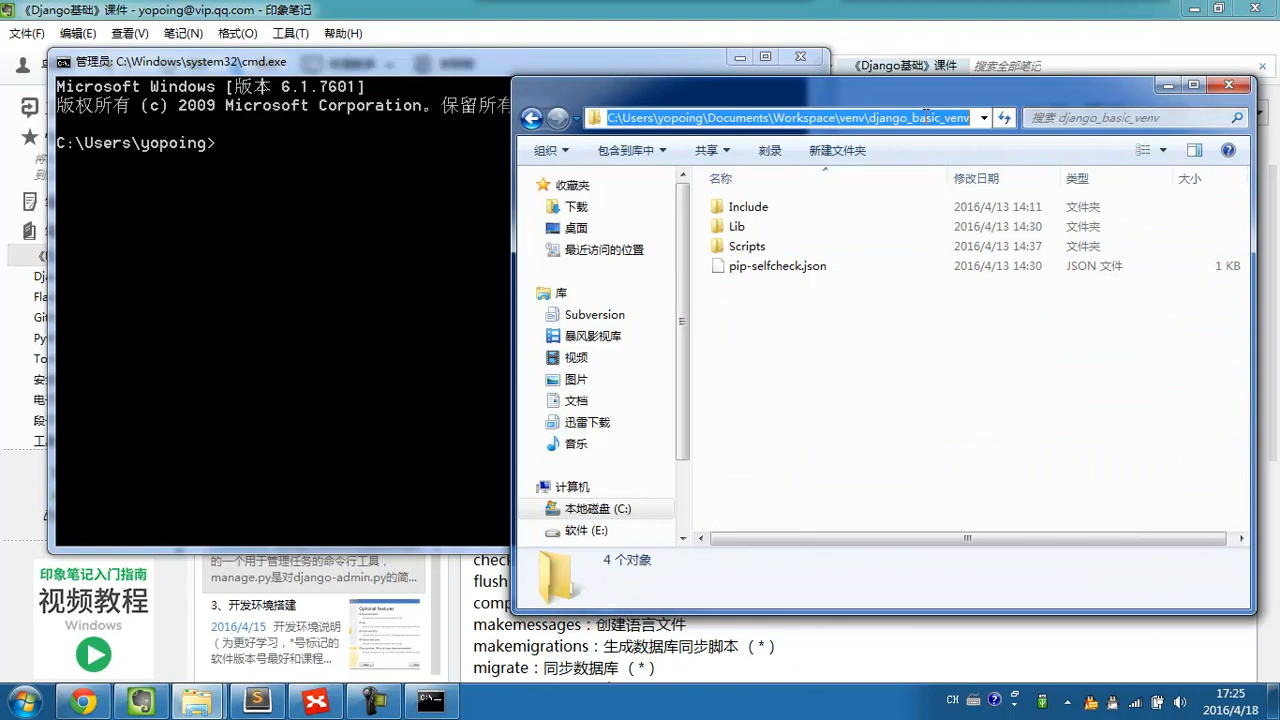 《Django基础》课件 - yopoing@vip.qq.com - 印象笔记
文件(F) 编辑(E) 查看(V) 笔记(N) 格式(O) 工具(T) 帮助(H)
管理员: C:\Windows\system32\cmd.exe
《Django基础》课件 搜索全部笔记
Microsoft Windows [版本 6.1.7601]
版权所有 (c) 2009 Microsoft Corporation。保留所有
C:\Users\yopoing>
C:\Users\yopoing\Documents\Workspace\venv\django_basic_venv
搜索 django_basic_venv
组织 包含到库中 共享 刻录 新建文件夹
名称 修改日期 类型 大小
Include 2016/4/13 14:11 文件夹
Lib 2016/4/13 14:30 文件夹
Scripts 2016/4/13 14:37 文件夹
pip-selfcheck.json 2016/4/13 14:30 JSON 文件 1 KB
收藏夹
下载
桌面
最近访问的位置
库
Subversion
暴风影视库
视频
图片
文档
迅雷下载
音乐
计算机
本地磁盘 (C:)
软件 (E:)
4 个对象
印象笔记入门指南
视频教程
Windows
的一个用于管理任务的命令行工具，
manage.py是对django-admin.py的简...
3、开发环境搭建
2016/4/15 开发环境说明
（为更好学习，*号标记的
软件版本号最好和课程...
Optional Features
check
flush
comp
makemessages：创建语言文件
makemigrations：生成数据库同步脚本（*）
migrate：同步数据库（*）
CH
17:25
2016/4/18